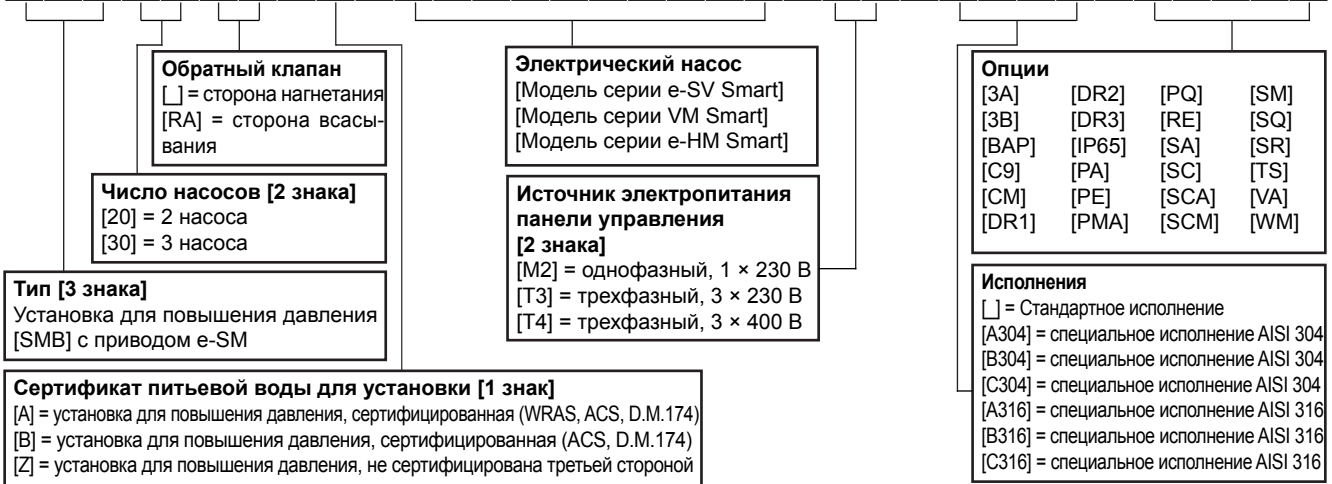 Обратный клапан
[_] = сторона нагнетания
[RA] = сторона всасы-
вания
Число насосов [2 знака]
[20] = 2 насоса
[30] = 3 насоса
Тип [3 знака]
Установка для повышения давления
[SMB] с приводом e-SM
Сертификат питьевой воды для установки [1 знак]
[A] = установка для повышения давления, сертифицированная (WRAS, ACS, D.M.174)
[B] = установка для повышения давления, сертифицированная (ACS, D.M.174)
[Z] = установка для повышения давления, не сертифицирована третьей стороной
Электрический насос
[Модель серии e-SV Smart]
[Модель серии VM Smart]
[Модель серии e-HM Smart]
Источник электропитания
панели управления
[2 знака]
[M2] = однофазный, 1 × 230 В
[T3] = трехфазный, 3 × 230 В
[T4] = трехфазный, 3 × 400 В
Опции
[3A] [DR2] [PQ] [SM]
[3B] [DR3] [RE] [SQ]
[BAP] [IP65] [SA] [SR]
[C9] [PA] [SC] [TS]
[CM] [PE] [SCA] [VA]
[DR1] [PMA] [SCM] [WM]
Исполнения
[_] = Стандартное исполнение
[A304] = специальное исполнение AISI 304
[B304] = специальное исполнение AISI 304
[C304] = специальное исполнение AISI 304
[A316] = специальное исполнение AISI 316
[B316] = специальное исполнение AISI 316
[C316] = специальное исполнение AISI 316